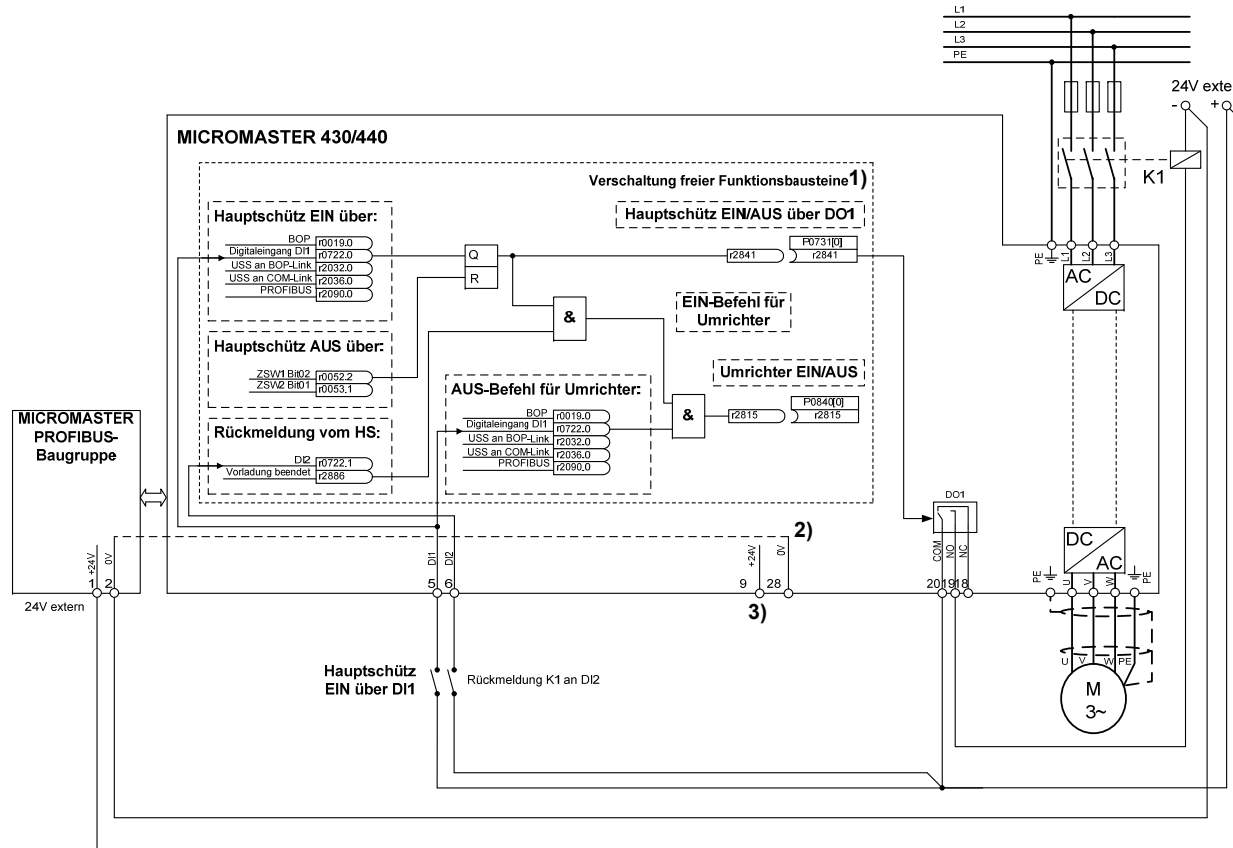 L1
L2
L3
PE
24V exte
- +
K1
MICROMASTER 430/440
Verschaltung freier Funktionsbausteine 1)
Hauptschütz EIN über:
BOP r0019.0
Digitaleingang DI1 r0722.0
USS an BOP-Link r2032.0
USS an COM-Link r2036.0
PROFIBUS r2090.0
Q
R
&
Hauptschütz EIN/AUS über DO1
r2841
P0731[0]
r2841
EIN-Befehl für
Umrichter
Hauptschütz AUS über:
ZSW1 Bit02 r0052.2
ZSW2 Bit01 r0053.1
Umrichter EIN/AUS
AUS-Befehl für Umrichter:
BOP r0019.0
Digitaleingang DI1 r0722.0
USS an BOP-Link r2032.0
USS an COM-Link r2036.0
PROFIBUS r2090.0
&
r2815
P0840[0]
r2815
Rückmeldung vom HS:
DI2 r0722.1
Vorladung beendet r2886
MICROMASTER
PROFIBUS-
Baugruppe
+24V 0V
1 2
24V extern
DI1 DI2
5 6
2)
+24V 0V
9 28
3)
DO1
COM NO NC
20 19 18
PE L1 L2 L3
AC
DC
DC
AC
PE U V W PE
U V W PE
M
3~
Hauptschütz
EIN über DI1
Rückmeldung K1 an DI2